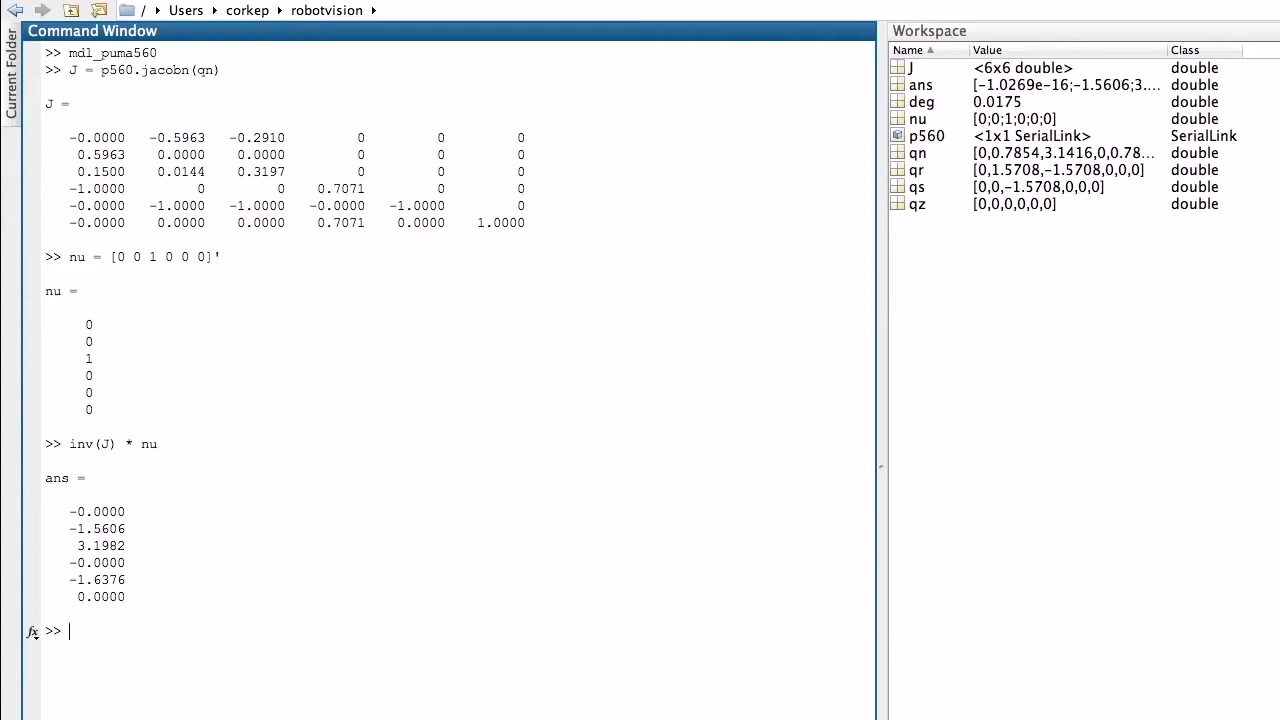 / ▸ Users ▸ corkep ▸ robotvision ▸
Current Folder
Command Window
>> mdl_puma560
>> J = p560.jacobn(qn)
J =
-0.0000 -0.5963 -0.2910 0 0 0
0.5963 0.0000 0.0000 0 0 0
0.1500 0.0144 0.3197 0 0 0
-1.0000 0 0 0.7071 0 0
-0.0000 -1.0000 -1.0000 -0.0000 -1.0000 0
-0.0000 0.0000 0.0000 0.7071 0.0000 1.0000
>> nu = [0 0 1 0 0 0]'
nu =
0
0
1
0
0
0
>> inv(J) * nu
ans =
-0.0000
-1.5606
3.1982
-0.0000
-1.6376
0.0000
fx >>
Workspace
Name Value Class
J <6x6 double> double
ans [-1.0269e-16;-1.5606;3.... double
deg 0.0175 double
nu [0;0;1;0;0;0] double
p560 <1x1 SerialLink> SerialLink
qn [0,0.7854,3.1416,0,0.78... double
qr [0,1.5708,-1.5708,0,0,0] double
qs [0,0,-1.5708,0,0,0] double
qz [0,0,0,0,0,0] double